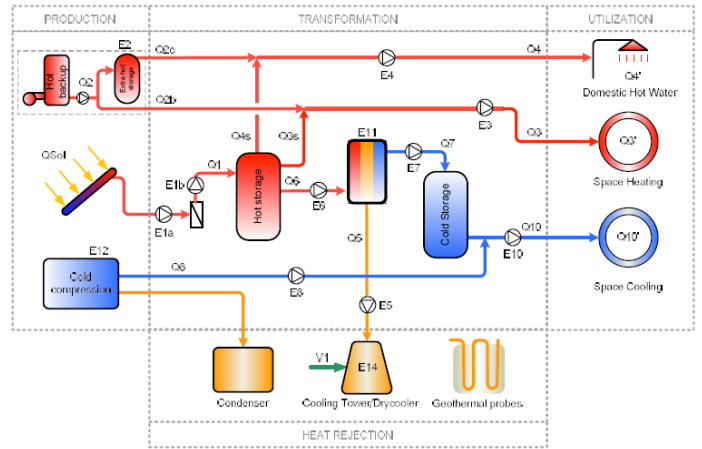 PRODUCTION
TRANSFORMATION
UTILIZATION
E2
Q2c
Q4
Hot
backup
Q2
Extra hot
storage
E4
Q4'
Domestic Hot Water
Q2b
Q4s
Q3s
E3
Q3
Q3'
Space Heating
QSol
Q1
E1b
E1a
Hot storage
Q6
E6
E11
E7
Q7
Cold Storage
Q5
Q10
E10
Q10'
Space Cooling
E12
Cold
compression
Q8
E8
E5
V1
E14
Condenser
Cooling Tower/Drycooler
Geothermal probes
HEAT REJECTION